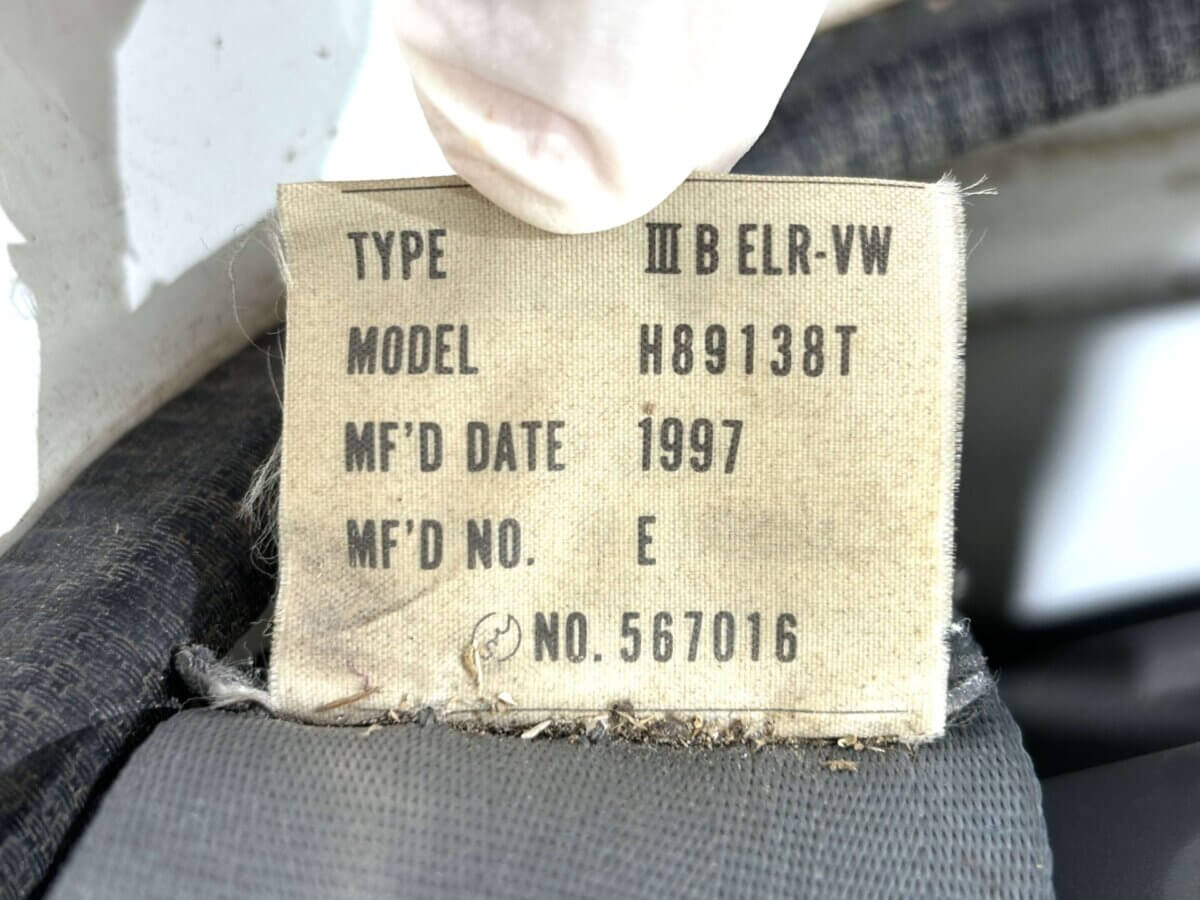 TYPE Ⅲ B ELR-VW
MODEL H89138T
MF'D DATE 1997
MF'D NO. E
NO. 567016